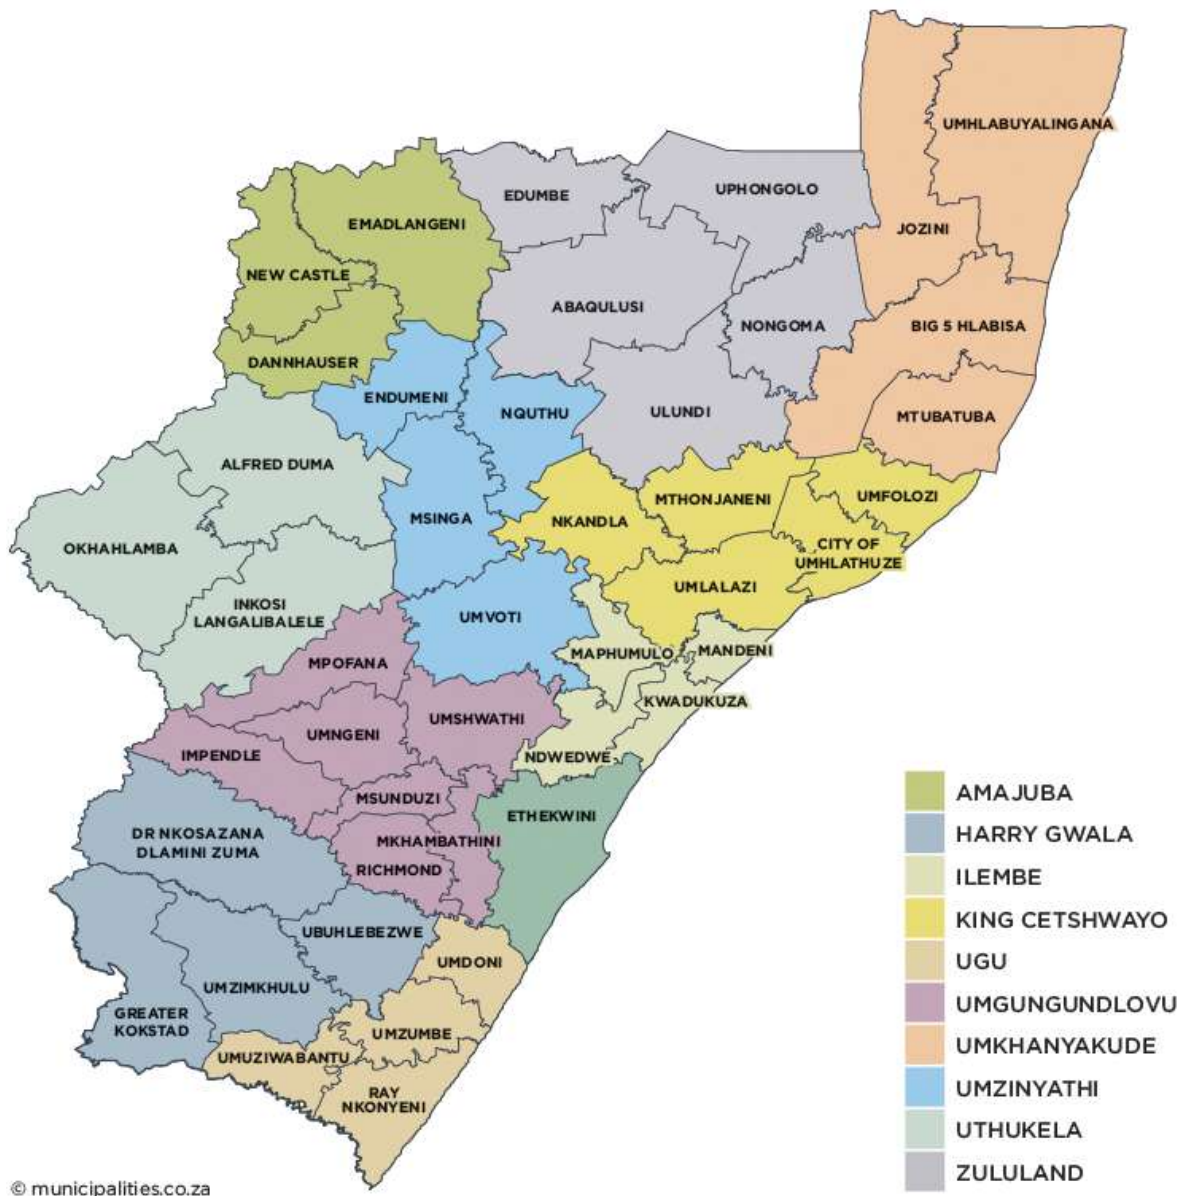 UMHLABUYALINGANA
EDUMBE
UPHONGOLO
EMADLANGENI
JOZINI
NEW CASTLE
ABAQULUSI
NONGOMA
BIG 5 HLABISA
DANNHAUSER
ENDUMENI
NQUTHU
ULUNDI
MTUBATUBA
ALFRED DUMA
MSINGA
NKANDLA
MTHONJANENI
UMFOLOZI
OKHAHLAMBA
CITY OF
UMHLATHUZE
UMLALAZI
INKOSI
LANGALIBALELE
UMVOTI
MAPHUMULO
MANDENI
MPOFANA
KWADUKUZA
UMSHWATHI
UMNGENI
IMPENDLE
NDWEDWE
MSUNDUZI
ETHEKWINI
DR NKOSAZANA
DLAMINI ZUMA
MKHAMBATHINI
RICHMOND
UBUHLEBEZWE
UMDONI
UMZIMKHULU
GREATER
KOKSTAD
UMZUMBE
UMUZIWABANTU
RAY
NKONYENI
AMAJUBA
HARRY GWALA
ILEMBE
KING CETSHWAYO
UGU
UMGUNGUNDLOVU
UMKHANYAKUDE
UMZINYATHI
UTHUKELA
ZULULAND
© municipalities.co.za